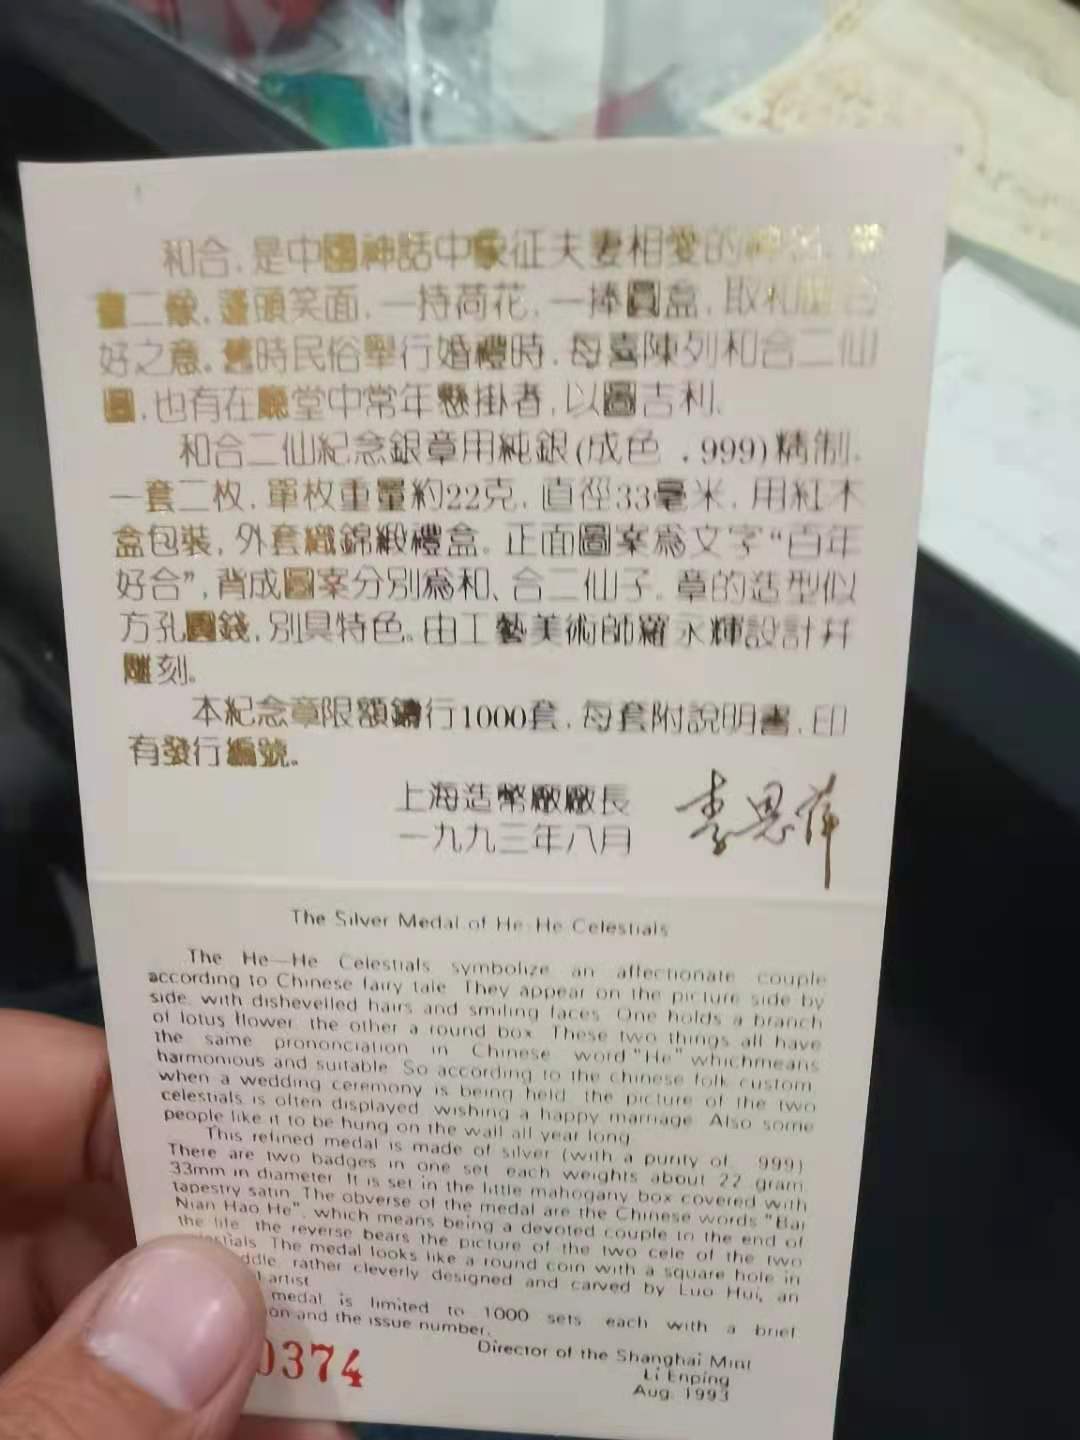 和合，是中國神話中象征夫妻相愛的神名，常
畫二像，蓬頭笑面，一持荷花，一捧圓盒，取和諧合
好之意。舊時民俗舉行婚禮時，每喜陳列和合二仙
圖，也有在廳堂中常年懸掛者，以圖吉利。
和合二仙紀念銀章用純銀(成色 .999)精制，
一套二枚，單枚重量約22克，直徑33毫米，用紅木
盒包裝，外套織錦緞禮盒。正面圖案爲文字“百年
好合”，背成圖案分別爲和、合二仙子。章的造型似
方孔圓錢，別具特色。由工藝美術師羅永輝設計幷
雕刻。
本紀念章限額鑄行1000套，每套附說明書，印
有發行編號。
上海造幣廠廠長 李恩萍
一九九三年八月
The Silver Medal of He-He Celestials
The He—He Celestials symbolize an affectionate couple
according to Chinese fairy tale. They appear on the picture side by
side, with dishevelled hairs and smiling faces. One holds a branch
of lotus flower, the other a round box. These two things all have
the same prononciation in Chinese word "He" whichmeans
harmonious and suitable. So according to the chinese folk custom,
when a wedding ceremony is being held, the picture of the two
celestials is often displayed, wishing a happy marriage. Also some
people like it to be hung on the wall all year long.
This refined medal is made of silver (with a purity of .999)
There are two badges in one set, each weights about 22 gram,
33mm in diameter. It is set in the little mahogany box covered with
tapestry satin. The obverse of the medal are the Chinese words "Bai
Nian Hao He", which means being a devoted couple to the end of
the life, the reverse bears the picture of the two cele of the two
The medal looks like a round coin with a square hole in
rather cleverly designed and carved by Luo Hui, an
artist
medal is limited to 1000 sets, each with a brief
and the issue number.
0374
Director of the Shanghai Mint
Li Enping
Aug. 1993